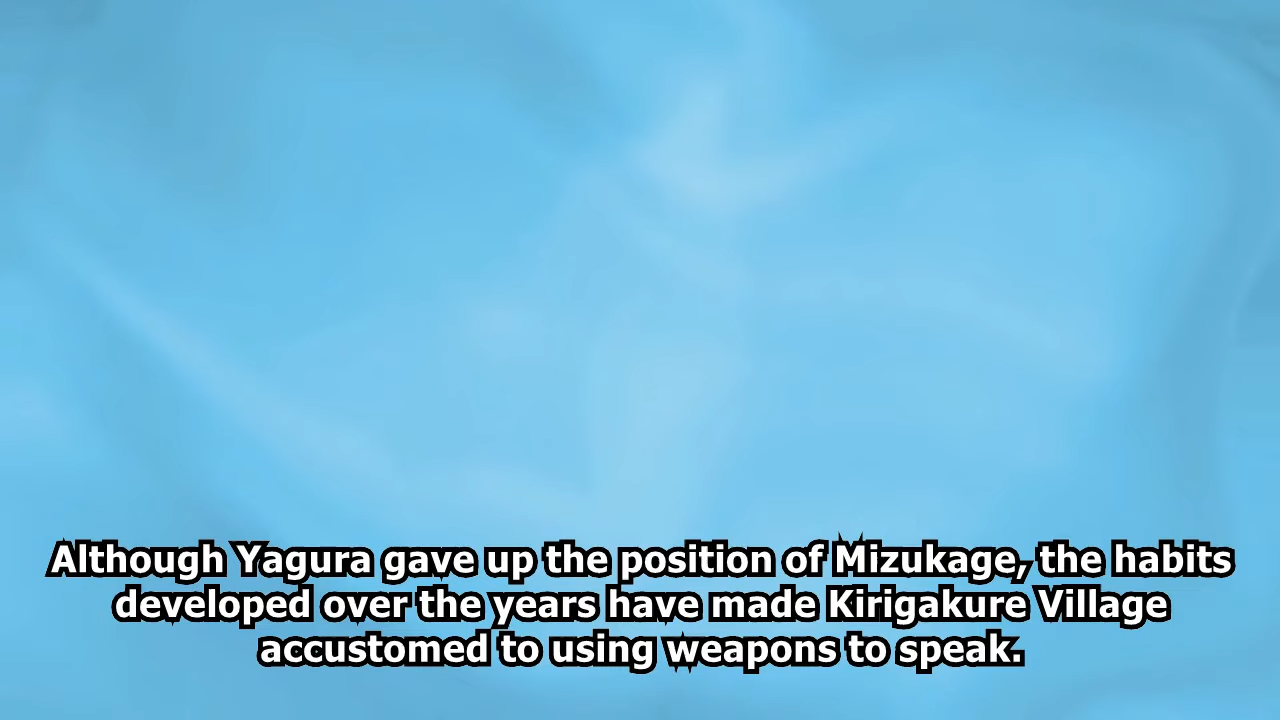 Although Yagura gave up the position of Mizukage, the habits
developed over the years have made Kirigakure Village
accustomed to using weapons to speak.